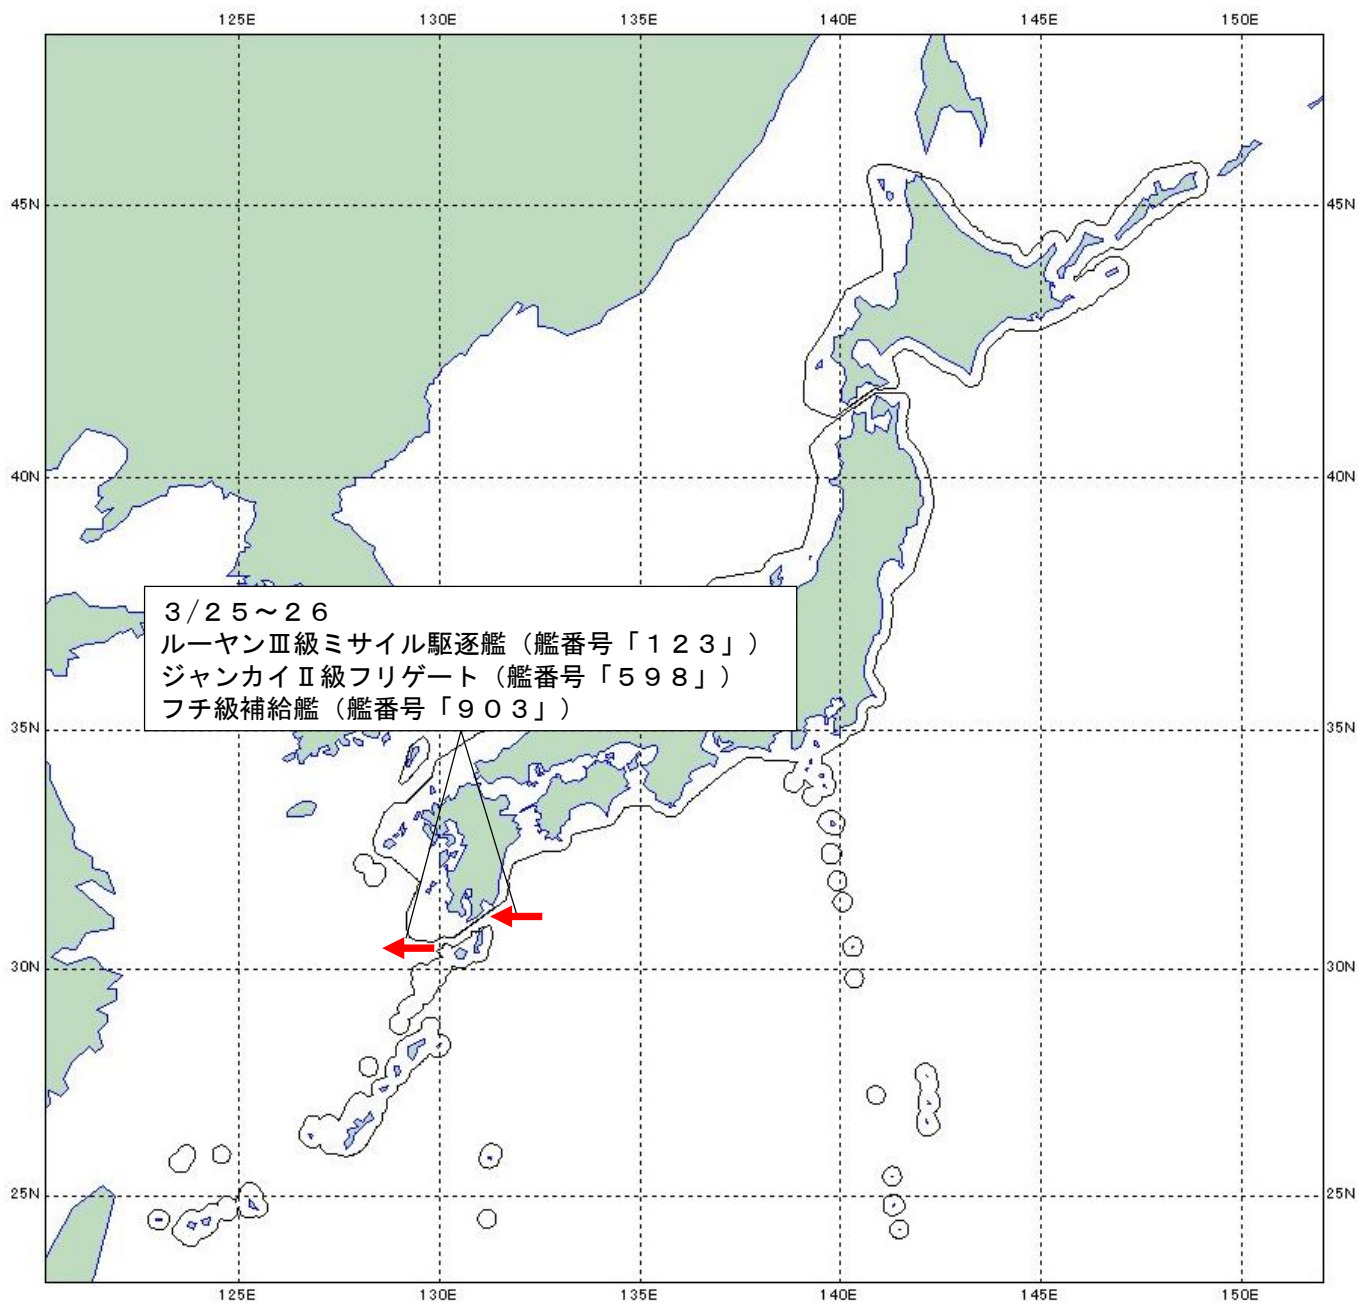 125E 130E 135E 140E 145E 150E
45N 45N
40N 40N
3/25～26
ルーヤンⅢ級ミサイル駆逐艦（艦番号「123」）
ジャンカイⅡ級フリゲート（艦番号「598」）
フチ級補給艦（艦番号「903」）
35N 35N
30N 30N
25N 25N
125E 130E 135E 140E 145E 150E